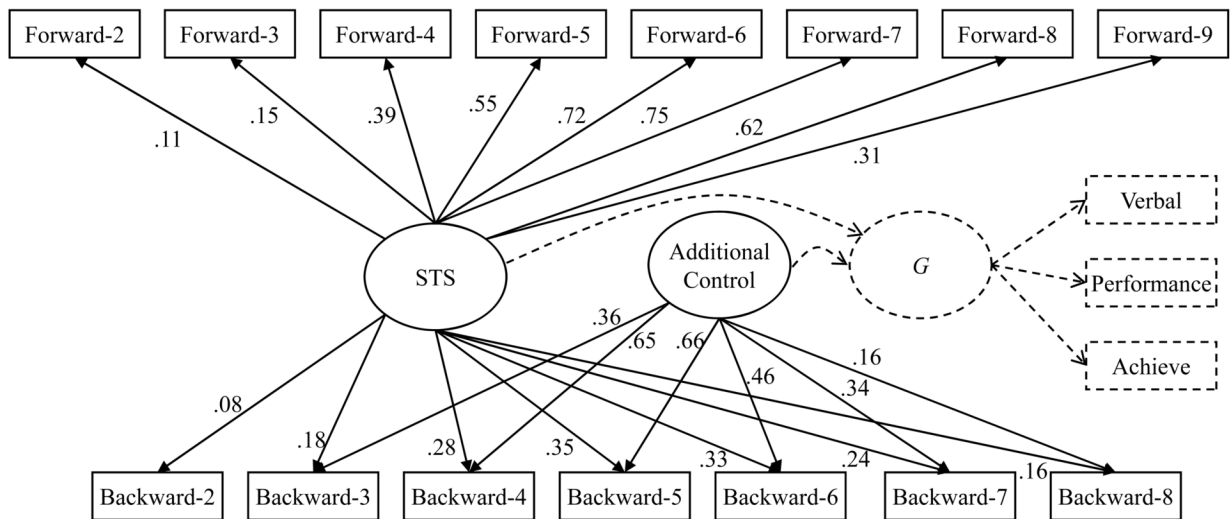 Forward-2 Forward-3 Forward-4 Forward-5 Forward-6 Forward-7 Forward-8 Forward-9
.11 .15 .39 .55 .72 .75 .62 .31
Verbal
STS
Additional
Control
G
Performance
Achieve
.36 .65 .66 .46 .34 .16
.08 .18 .28 .35 .33 .24 .16
Backward-2 Backward-3 Backward-4 Backward-5 Backward-6 Backward-7 Backward-8